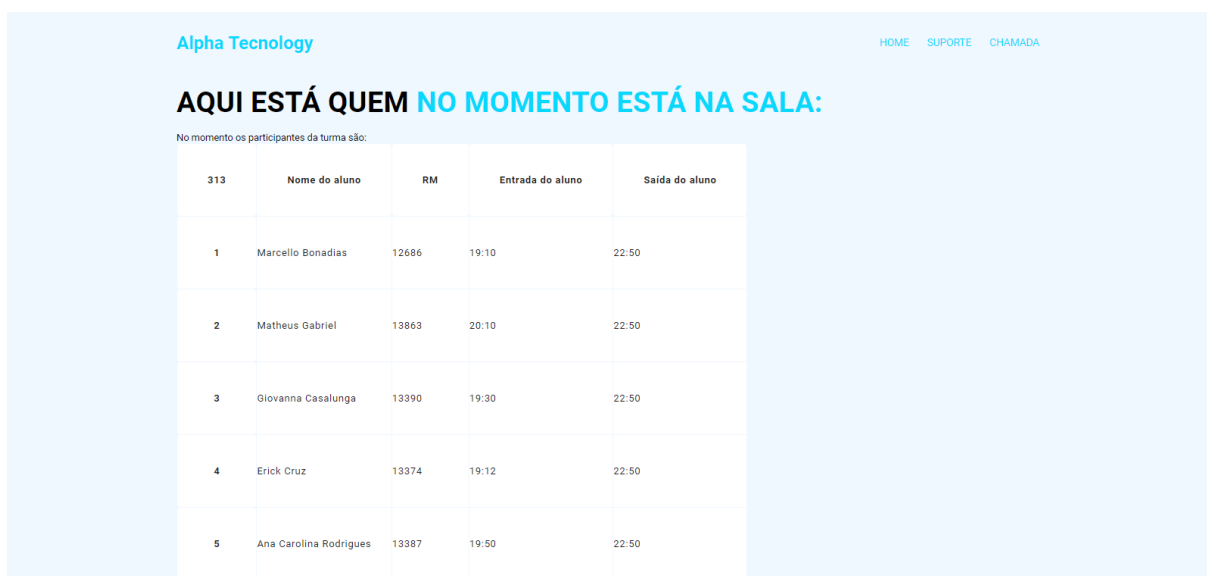 Alpha Tecnology
HOME SUPORTE CHAMADA
AQUI ESTÁ QUEM NO MOMENTO ESTÁ NA SALA:
No momento os participantes da turma são:
313 Nome do aluno RM Entrada do aluno Saída do aluno
1 Marcello Bonadias 12686 19:10 22:50
2 Matheus Gabriel 13863 20:10 22:50
3 Giovanna Casalunga 13390 19:30 22:50
4 Erick Cruz 13374 19:12 22:50
5 Ana Carolina Rodrigues 13387 19:50 22:50